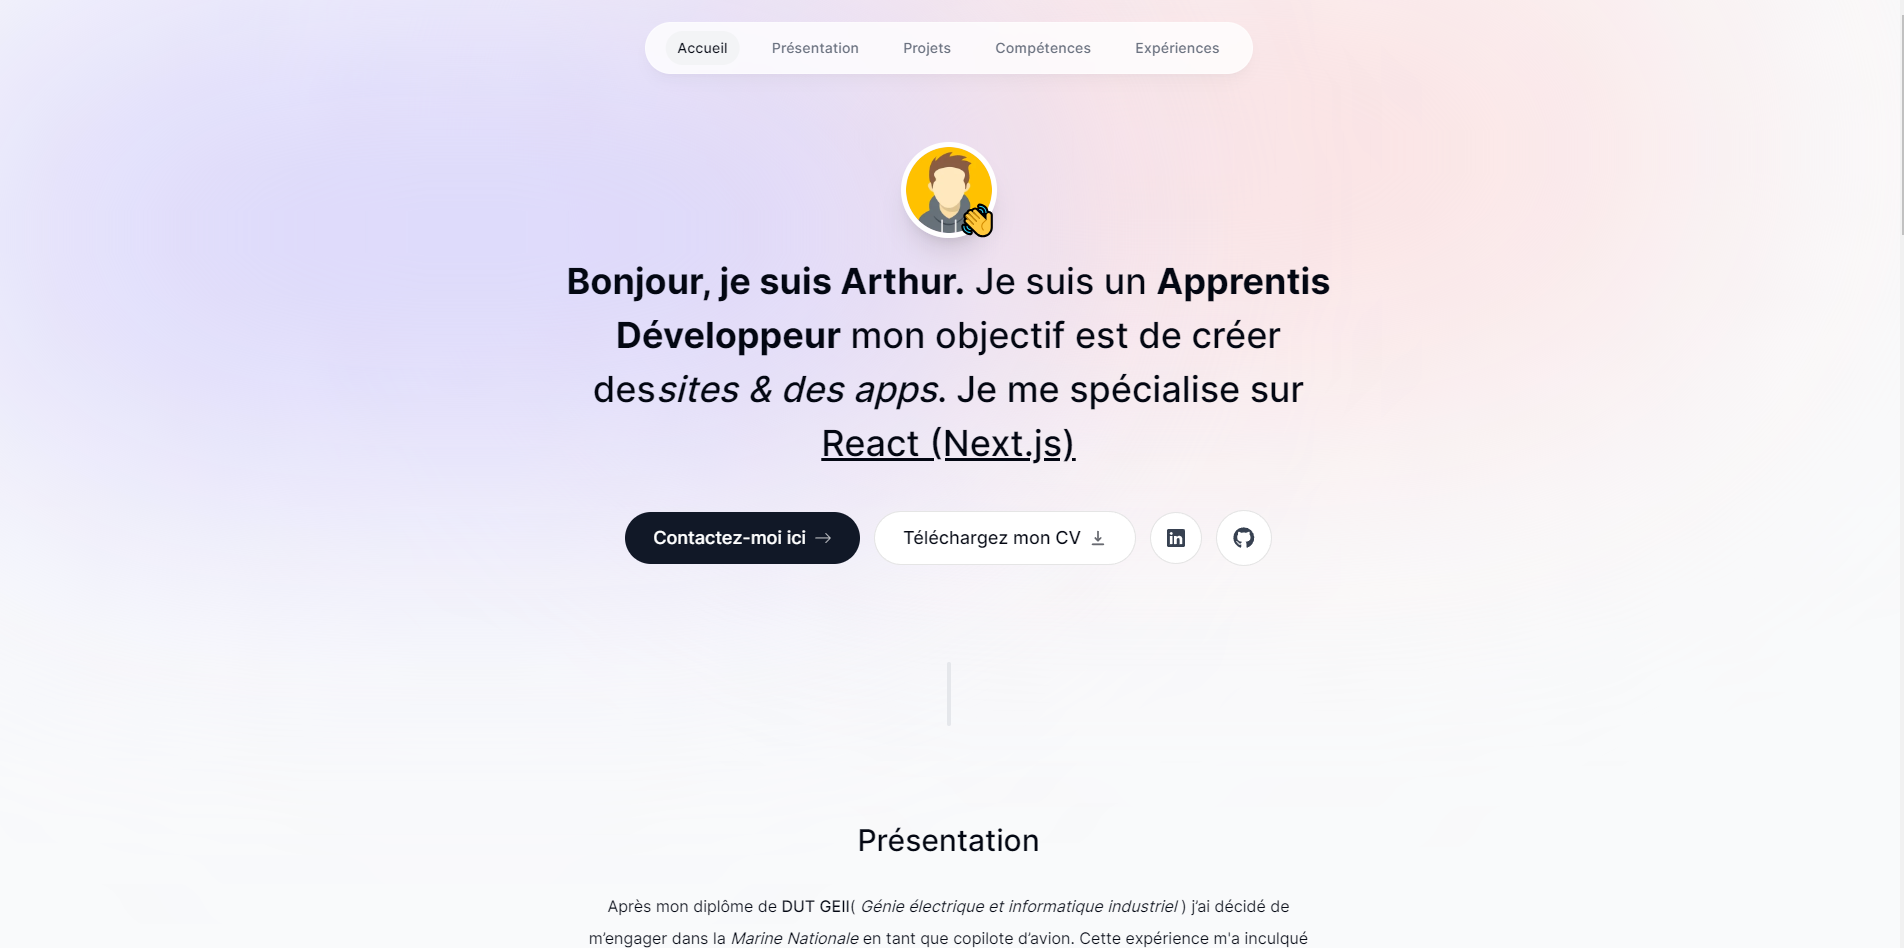 Accueil Présentation Projets Compétences Expériences
Bonjour, je suis Arthur. Je suis un Apprentis
Développeur mon objectif est de créer
dessites & des apps. Je me spécialise sur
React (Next.js)
Contactez-moi ici → Téléchargez mon CV in
Présentation
Après mon diplôme de DUT GEII( Génie électrique et informatique industriel ) j’ai décidé de
m’engager dans la Marine Nationale en tant que copilote d’avion. Cette expérience m'a inculqué